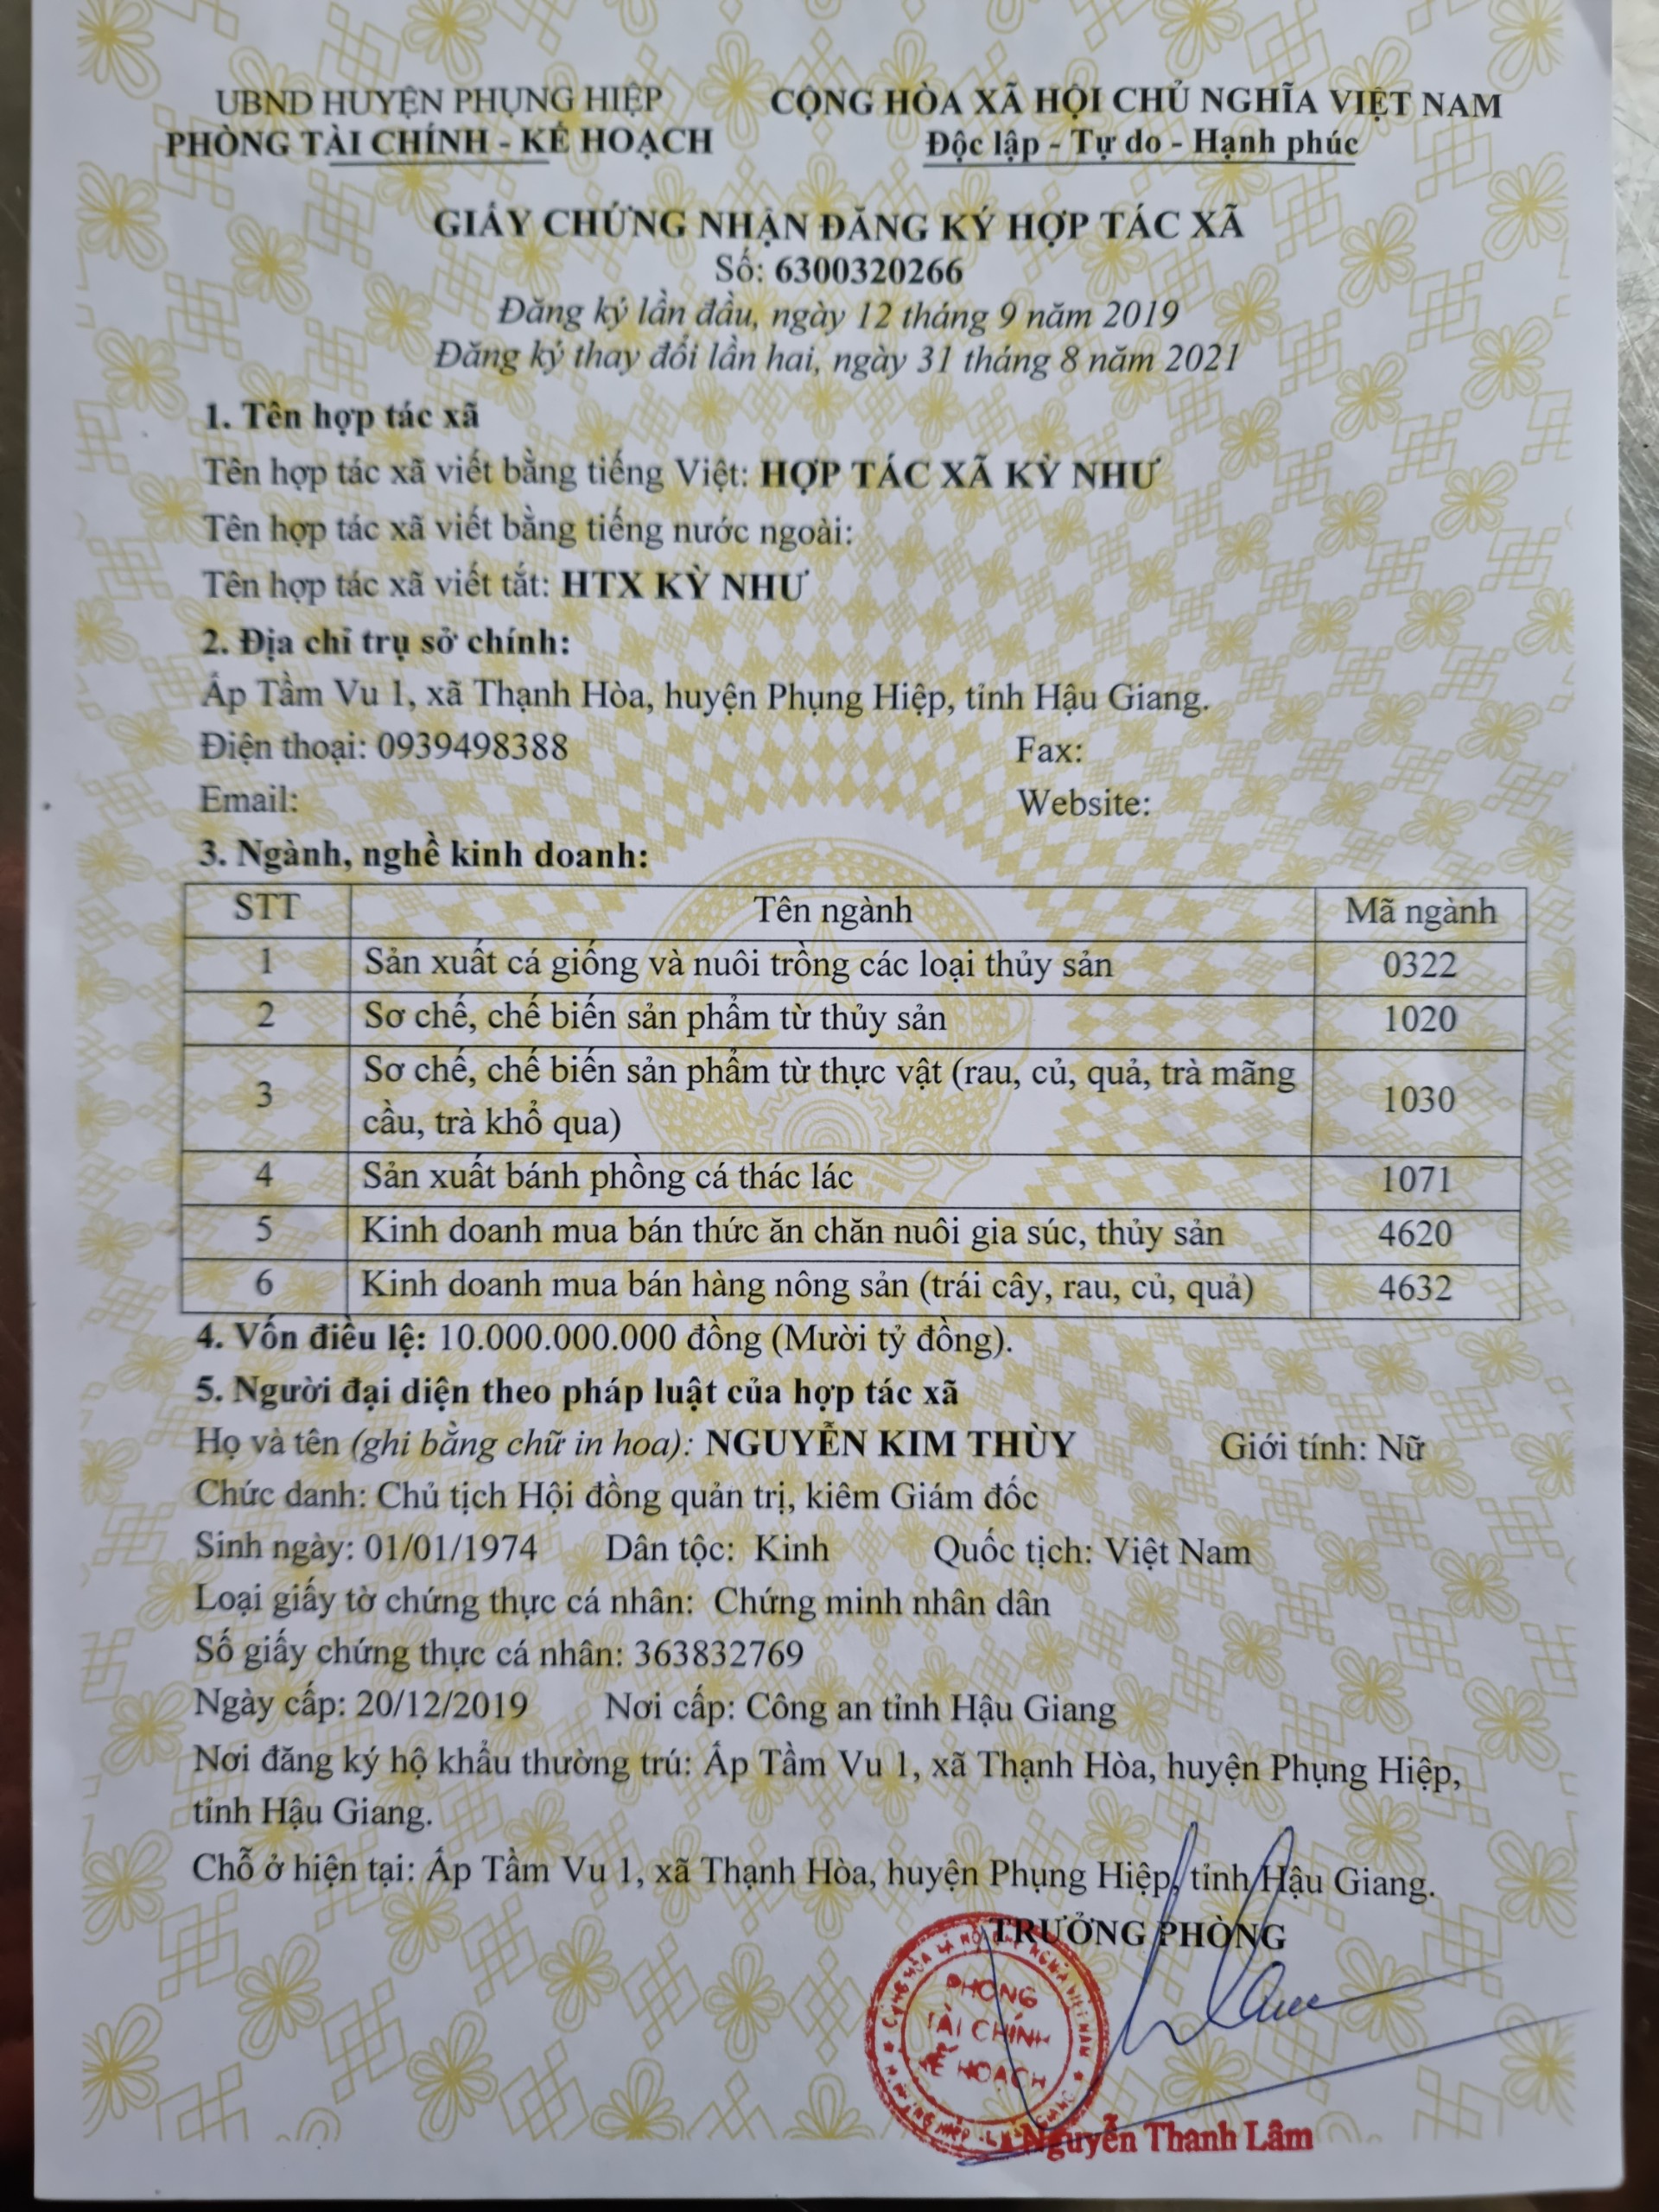 UBND HUYỆN PHỤNG HIỆP
PHÒNG TÀI CHÍNH - KẾ HOẠCH
CỘNG HÒA XÃ HỘI CHỦ NGHĨA VIỆT NAM
Độc lập - Tự do - Hạnh phúc
GIẤY CHỨNG NHẬN ĐĂNG KÝ HỢP TÁC XÃ
Số: 6300320266
Đăng ký lần đầu, ngày 12 tháng 9 năm 2019
Đăng ký thay đổi lần hai, ngày 31 tháng 8 năm 2021
1. Tên hợp tác xã
Tên hợp tác xã viết bằng tiếng Việt: HỢP TÁC XÃ KỲ NHƯ
Tên hợp tác xã viết bằng tiếng nước ngoài:
Tên hợp tác xã viết tắt: HTX KỲ NHƯ
2. Địa chỉ trụ sở chính:
Ấp Tầm Vu 1, xã Thạnh Hòa, huyện Phụng Hiệp, tỉnh Hậu Giang.
Điện thoại: 0939498388 Fax:
Email: Website:
3. Ngành, nghề kinh doanh:
STT Tên ngành Mã ngành
1 Sản xuất cá giống và nuôi trồng các loại thủy sản 0322
2 Sơ chế, chế biến sản phẩm từ thủy sản 1020
3 Sơ chế, chế biến sản phẩm từ thực vật (rau, củ, quả, trà mãng 1030
cầu, trà khổ qua)
4 Sản xuất bánh phồng cá thác lác 1071
5 Kinh doanh mua bán thức ăn chăn nuôi gia súc, thủy sản 4620
6 Kinh doanh mua bán hàng nông sản (trái cây, rau, củ, quả) 4632
4. Vốn điều lệ: 10.000.000.000 đồng (Mười tỷ đồng).
5. Người đại diện theo pháp luật của hợp tác xã
Họ và tên (ghi bằng chữ in hoa): NGUYỄN KIM THÙY Giới tính: Nữ
Chức danh: Chủ tịch Hội đồng quản trị, kiêm Giám đốc
Sinh ngày: 01/01/1974 Dân tộc: Kinh Quốc tịch: Việt Nam
Loại giấy tờ chứng thực cá nhân: Chứng minh nhân dân
Số giấy chứng thực cá nhân: 363832769
Ngày cấp: 20/12/2019 Nơi cấp: Công an tỉnh Hậu Giang
Nơi đăng ký hộ khẩu thường trú: Ấp Tầm Vu 1, xã Thạnh Hòa, huyện Phụng Hiệp,
tỉnh Hậu Giang.
Chỗ ở hiện tại: Ấp Tầm Vu 1, xã Thạnh Hòa, huyện Phụng Hiệp, tỉnh Hậu Giang.
TRƯỞNG PHÒNG
PHÒNG
TÀI CHÍNH
KẾ HOẠCH
Nguyễn Thanh Lâm